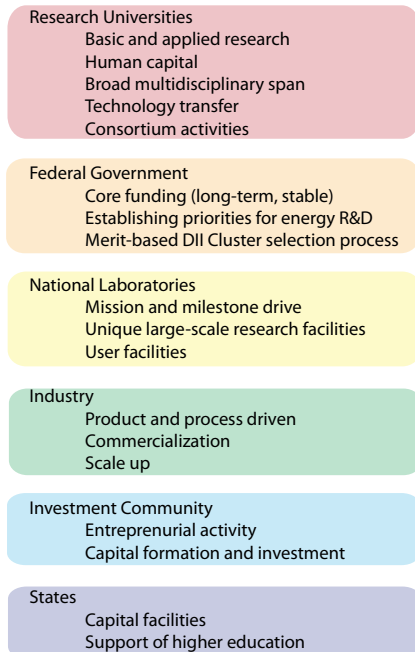 Research Universities
Basic and applied research
Human capital
Broad multidisciplinary span
Technology transfer
Consortium activities
Federal Government
Core funding (long-term, stable)
Establishing priorities for energy R&D
Merit-based DII Cluster selection process
National Laboratories
Mission and milestone drive
Unique large-scale research facilities
User facilities
Industry
Product and process driven
Commercialization
Scale up
Investment Community
Entreprenurial activity
Capital formation and investment
States
Capital facilities
Support of higher education